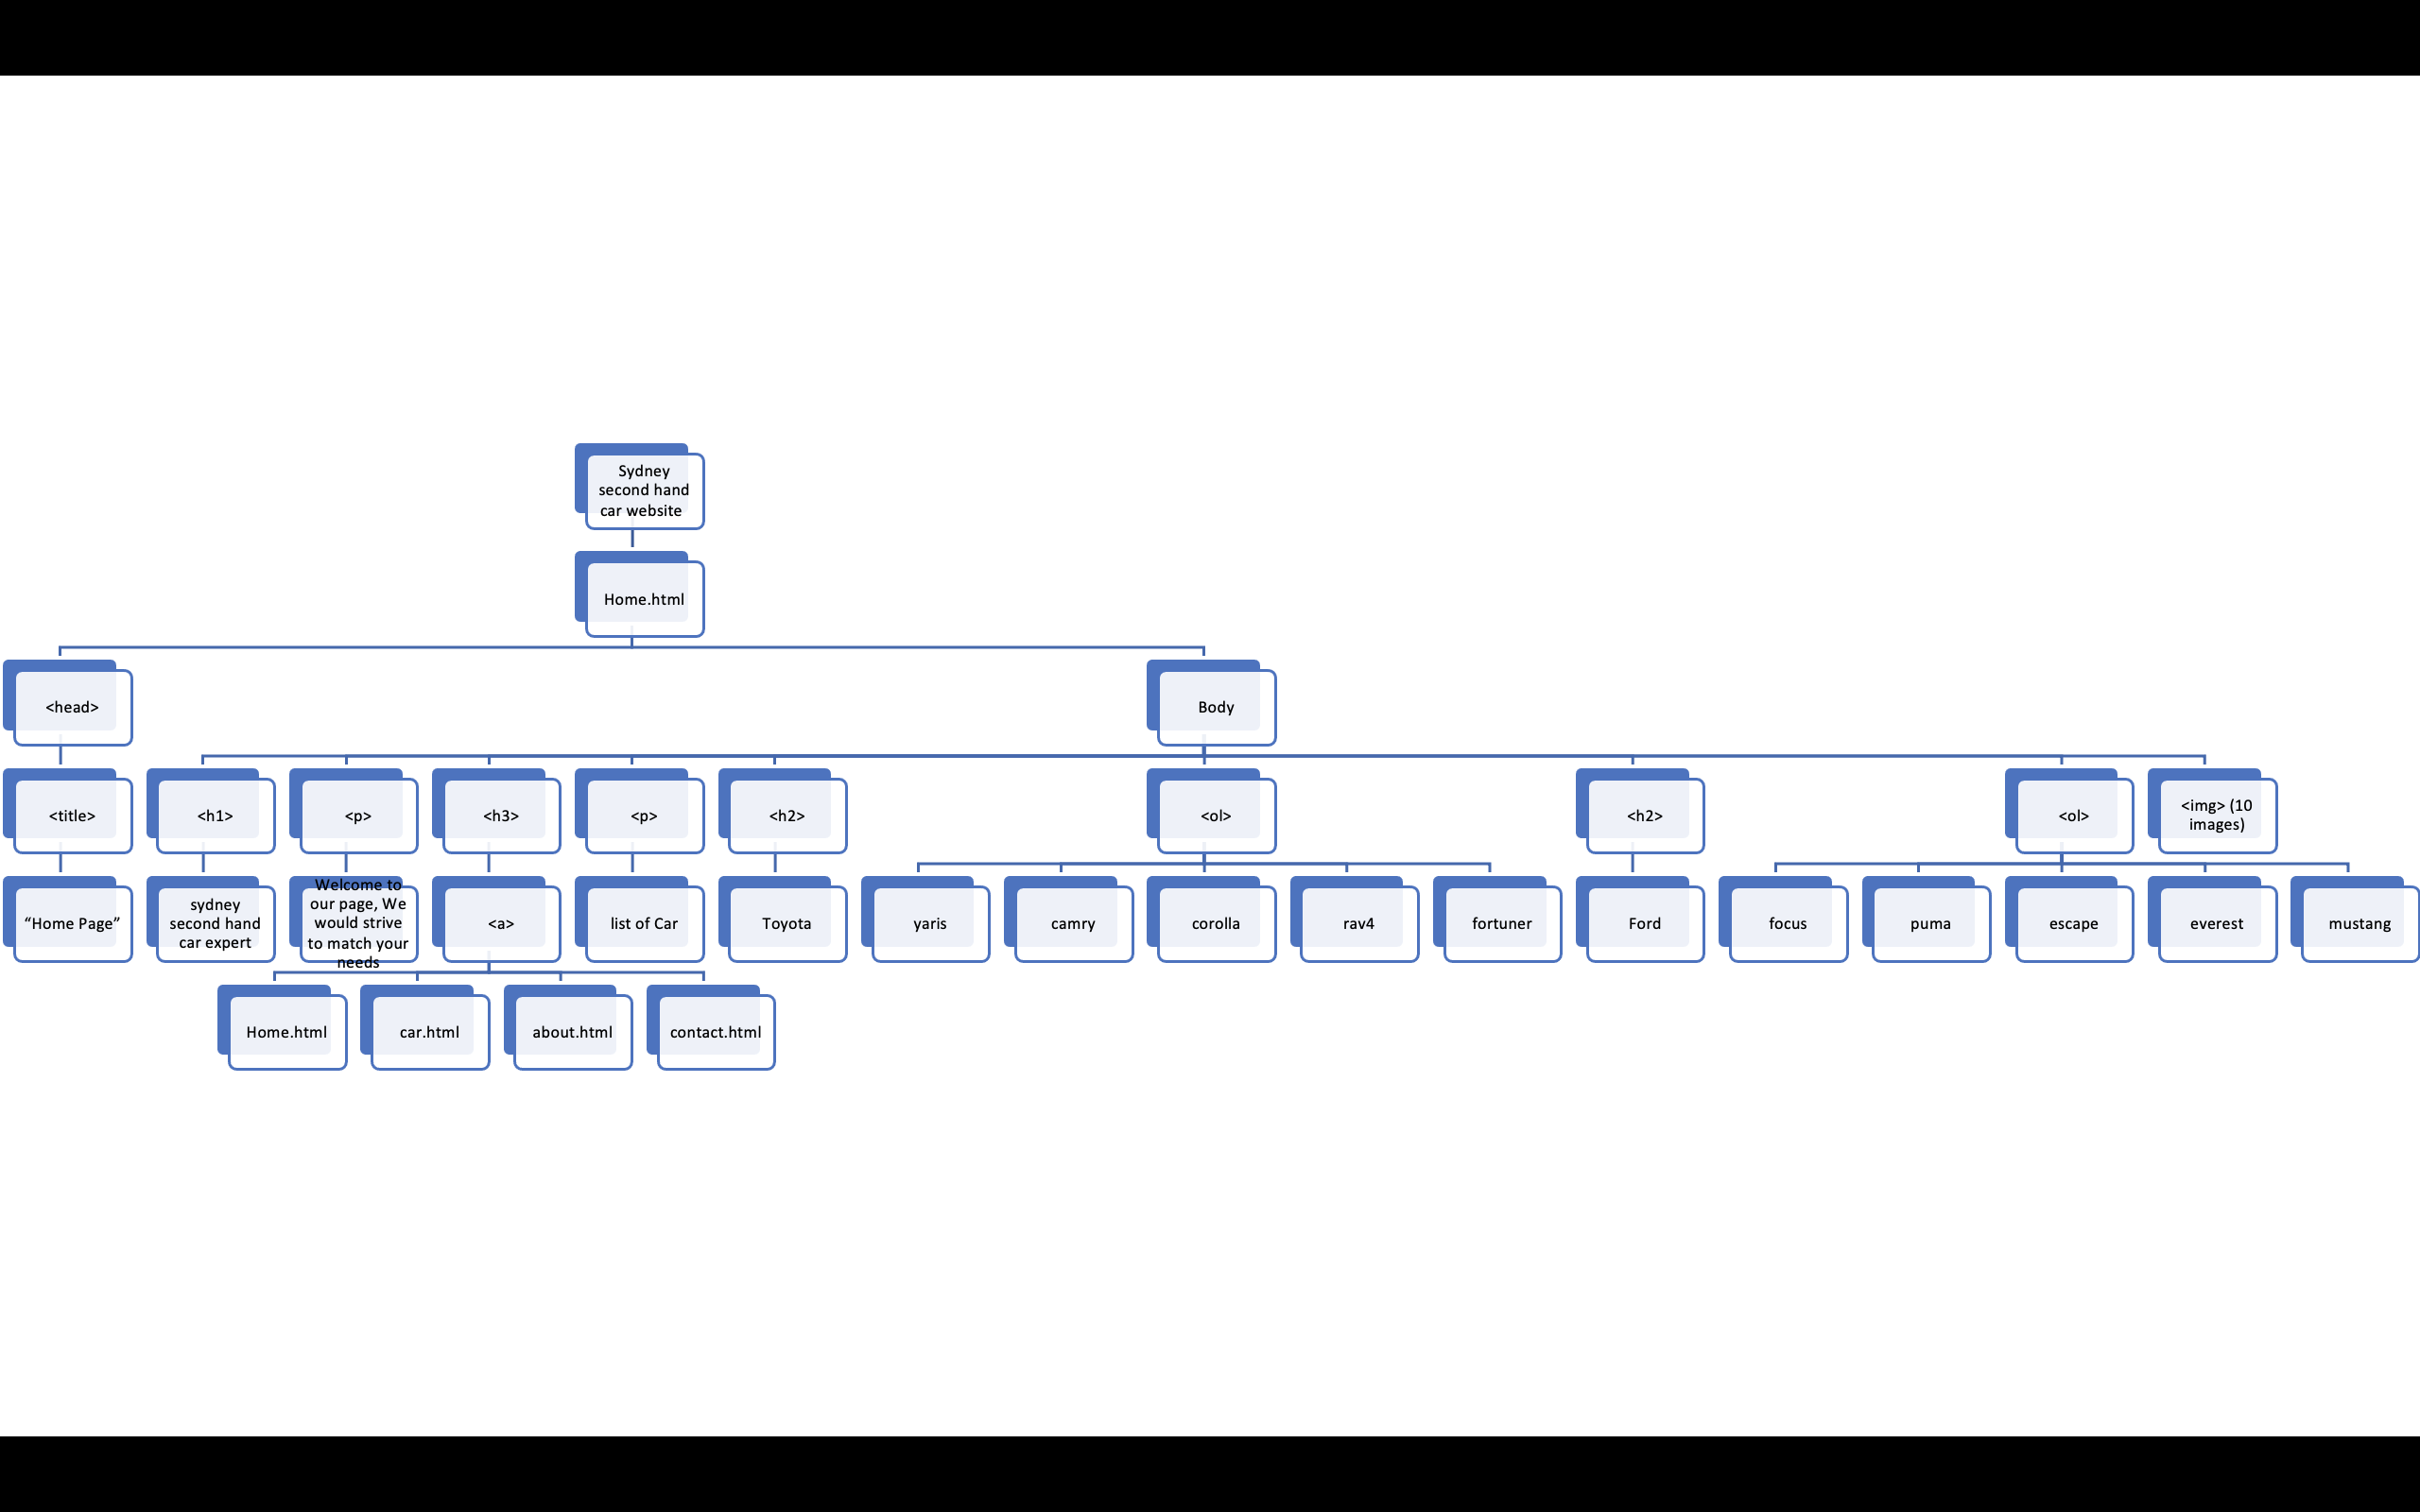 Sydney
second hand
car website
Home.html
<head>
Body
<title>
<h1>
<p>
<h3>
<p>
<h2>
<ol>
<h2>
<ol>
<img> (10
images)
“Home Page”
sydney
second hand
car expert
Welcome to
our page, We
would strive
to match your
needs
<a>
list of Car
Toyota
yaris
camry
corolla
rav4
fortuner
Ford
focus
puma
escape
everest
mustang
Home.html
car.html
about.html
contact.html